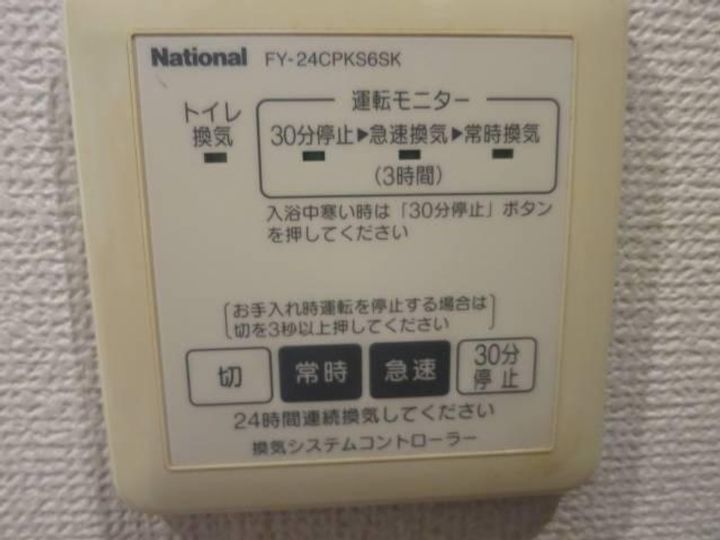 National FY-24CPKS6SK
運転モニター
トイレ
換気
30分停止▶急速換気▶常時換気
(3時間)
入浴中寒い時は「30分停止」ボタン
を押してください
お手入れ時運転を停止する場合は
切を3秒以上押してください
切 常時 急速 30分
停止
24時間連続換気してください
換気システムコントローラー